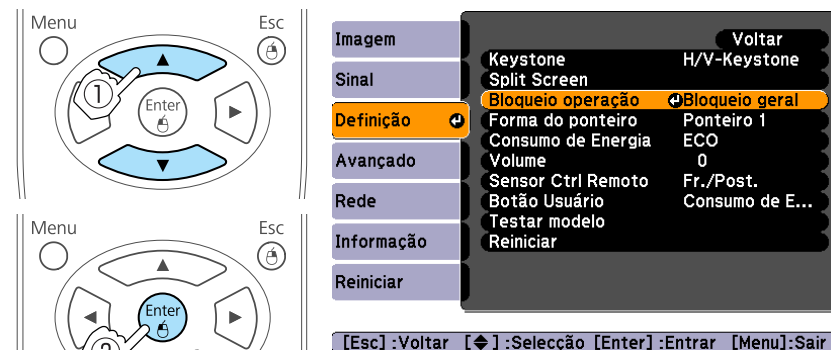 Menu
Esc
Enter
1
Menu
Esc
Enter
2
Imagem
Sinal
Definição
Avançado
Rede
Informação
Reiniciar
Voltar
Keystone H/V-Keystone
Split Screen
Bloqueio operação Bloqueio geral
Forma do ponteiro Ponteiro 1
Consumo de Energia ECO
Volume 0
Sensor Ctrl Remoto Fr./Post.
Botão Usuário Consumo de E...
Testar modelo
Reiniciar
[Esc] :Voltar [◆] :Selecção [Enter] :Entrar [Menu]:Sair